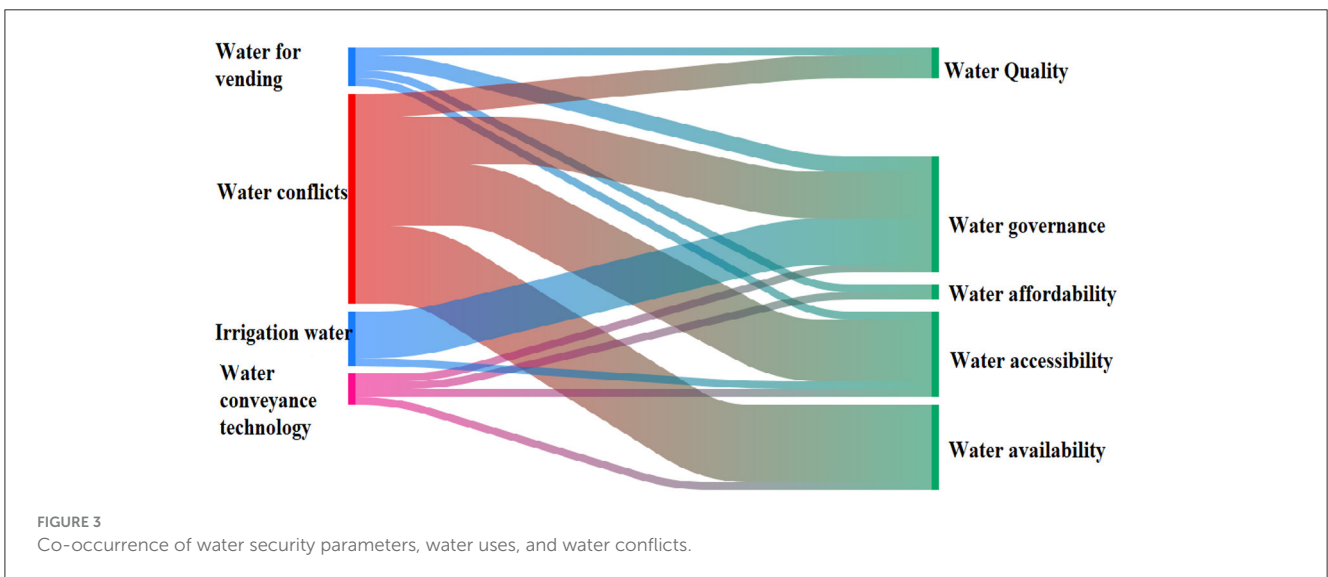 Water for
vending
Water conflicts
Irrigation water
Water
conveyance
technology
Water Quality
Water governance
Water affordability
Water accessibility
Water availability
FIGURE 3
Co-occurrence of water security parameters, water uses, and water conflicts.